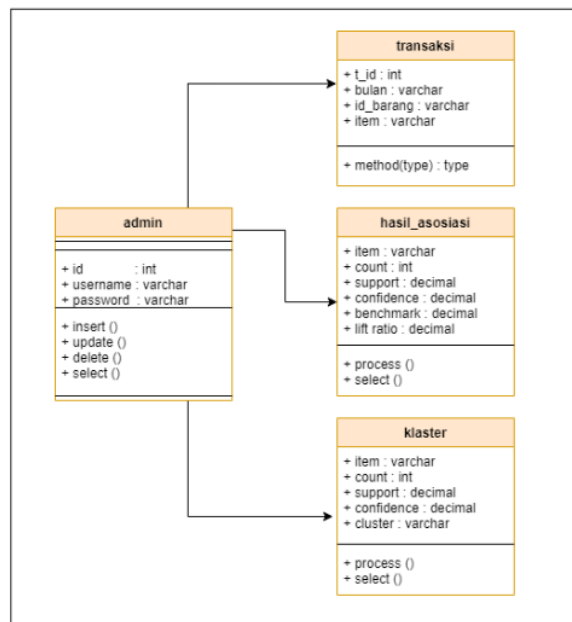 transaksi
+ t_id : int
+ bulan : varchar
+ id_barang : varchar
+ item : varchar
+ method(type) : type
admin
+ id : int
+ username : varchar
+ password : varchar
+ insert ()
+ update ()
+ delete ()
+ select ()
hasil_asosiasi
+ item : varchar
+ count : int
+ support : decimal
+ confidence : decimal
+ benchmark : decimal
+ lift ratio : decimal
+ process ()
+ select ()
klaster
+ item : varchar
+ count : int
+ support : decimal
+ confidence : decimal
+ cluster : varchar
+ process ()
+ select ()